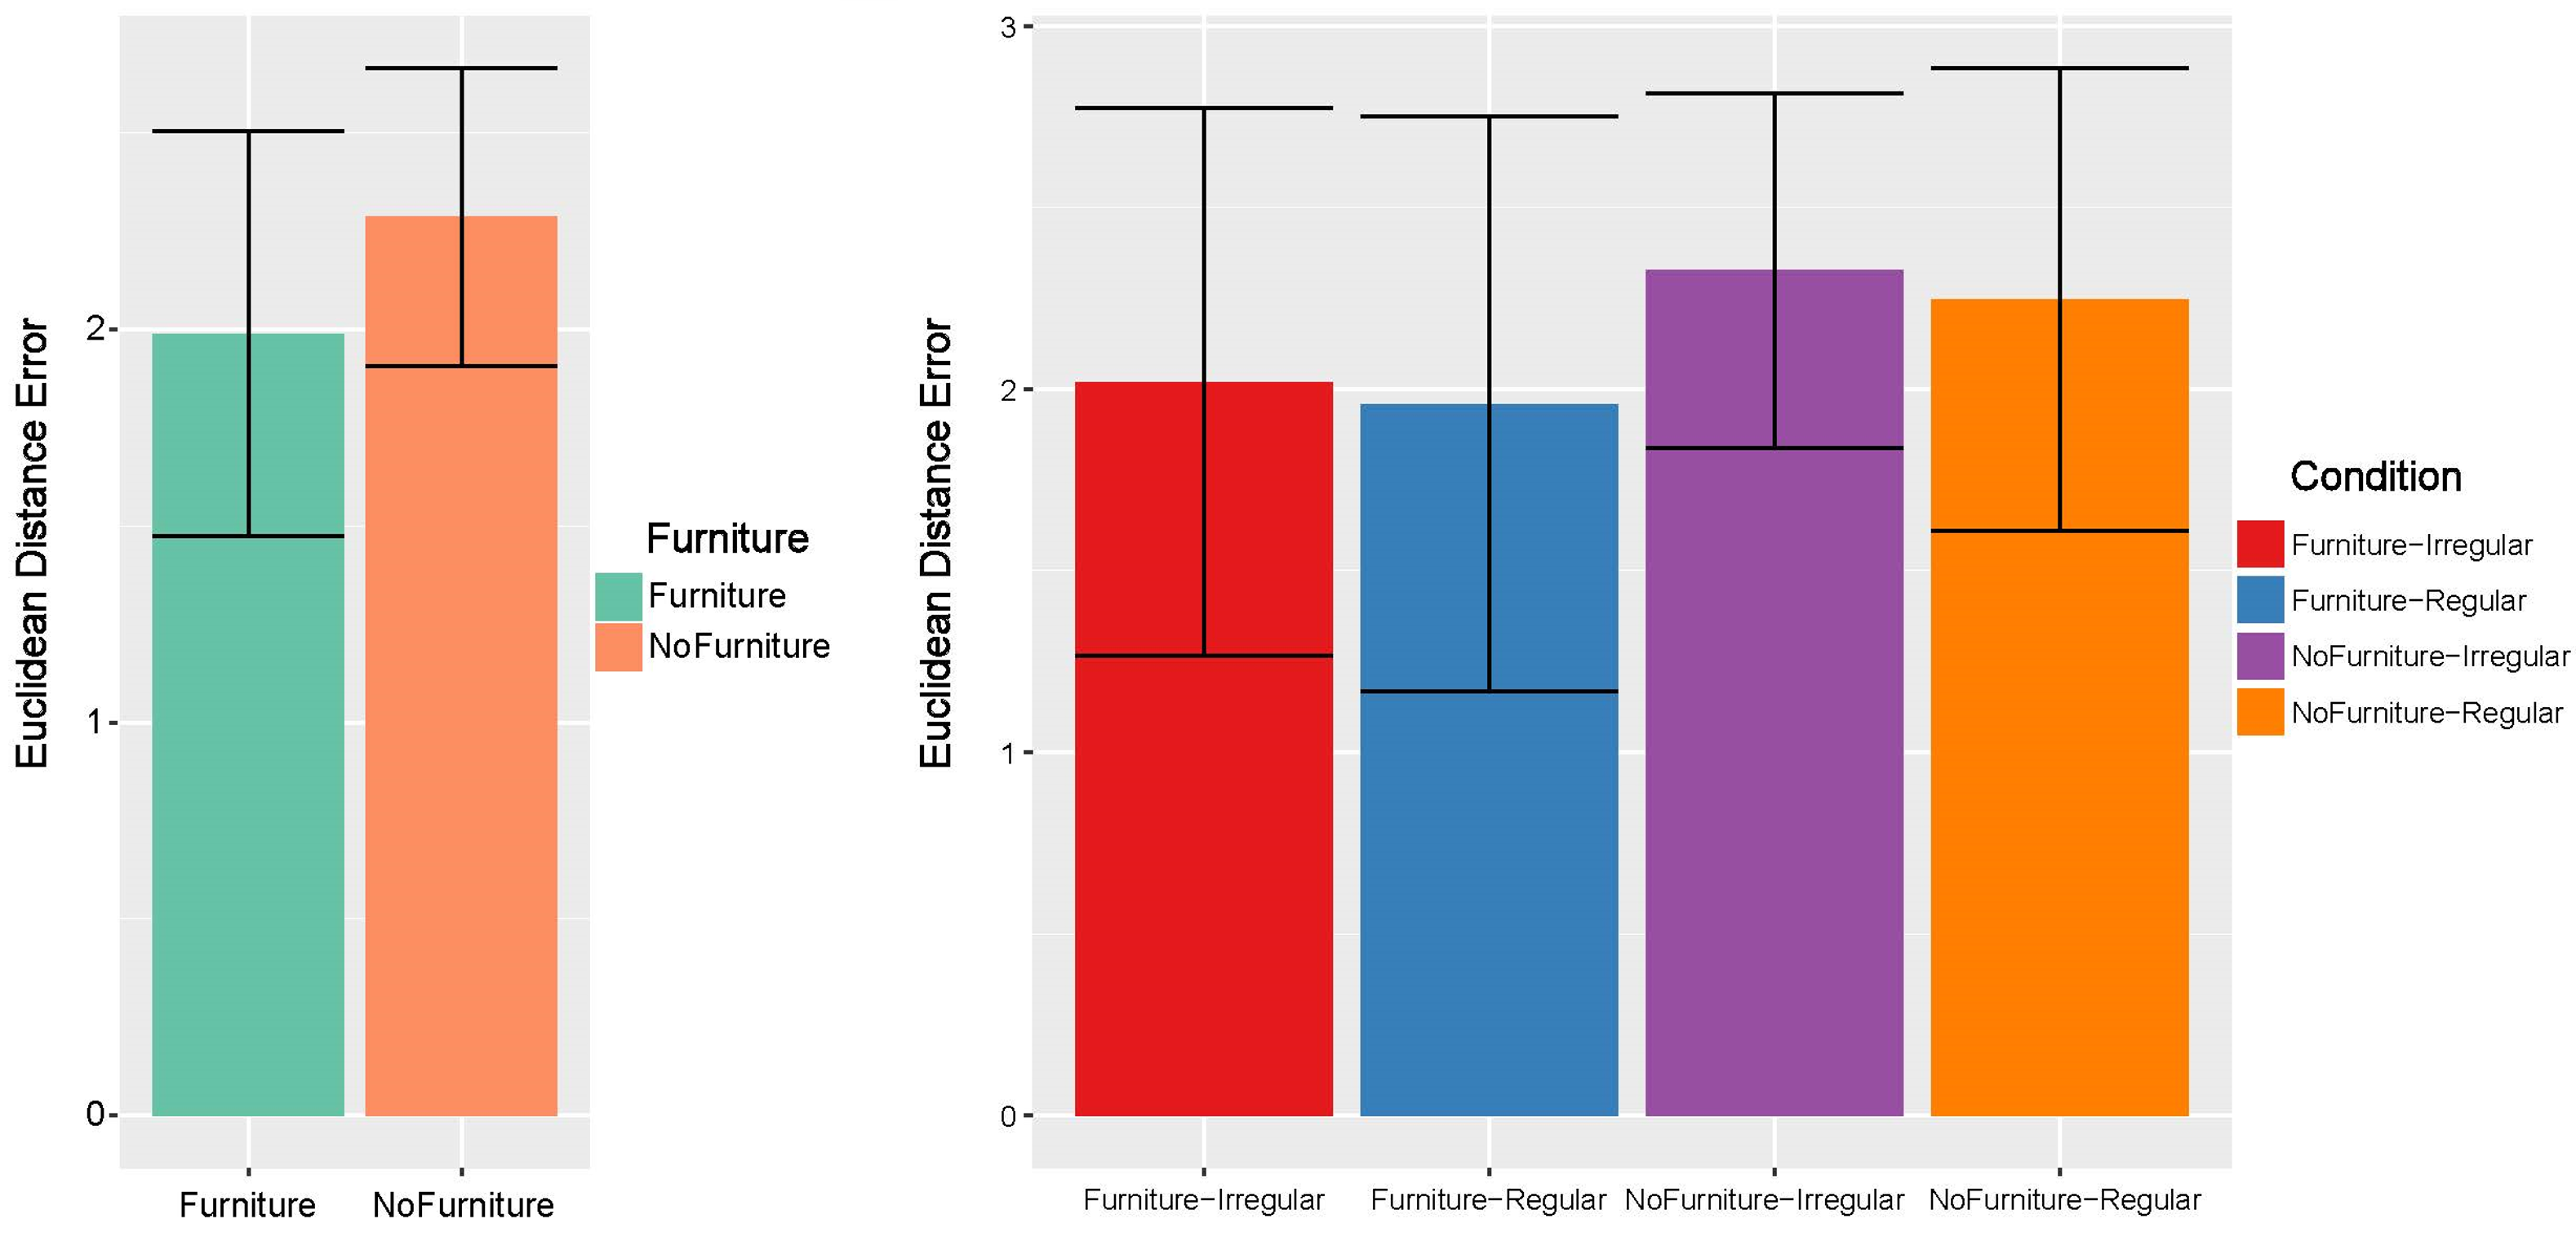 Euclidean Distance Error
2
1
0
Furniture
NoFurniture
Furniture
Furniture
NoFurniture
Euclidean Distance Error
3
2
1
0
Furniture-Irregular
Furniture-Regular
NoFurniture-Irregular
NoFurniture-Regular
Condition
Furniture-Irregular
Furniture-Regular
NoFurniture-Irregular
NoFurniture-Regular